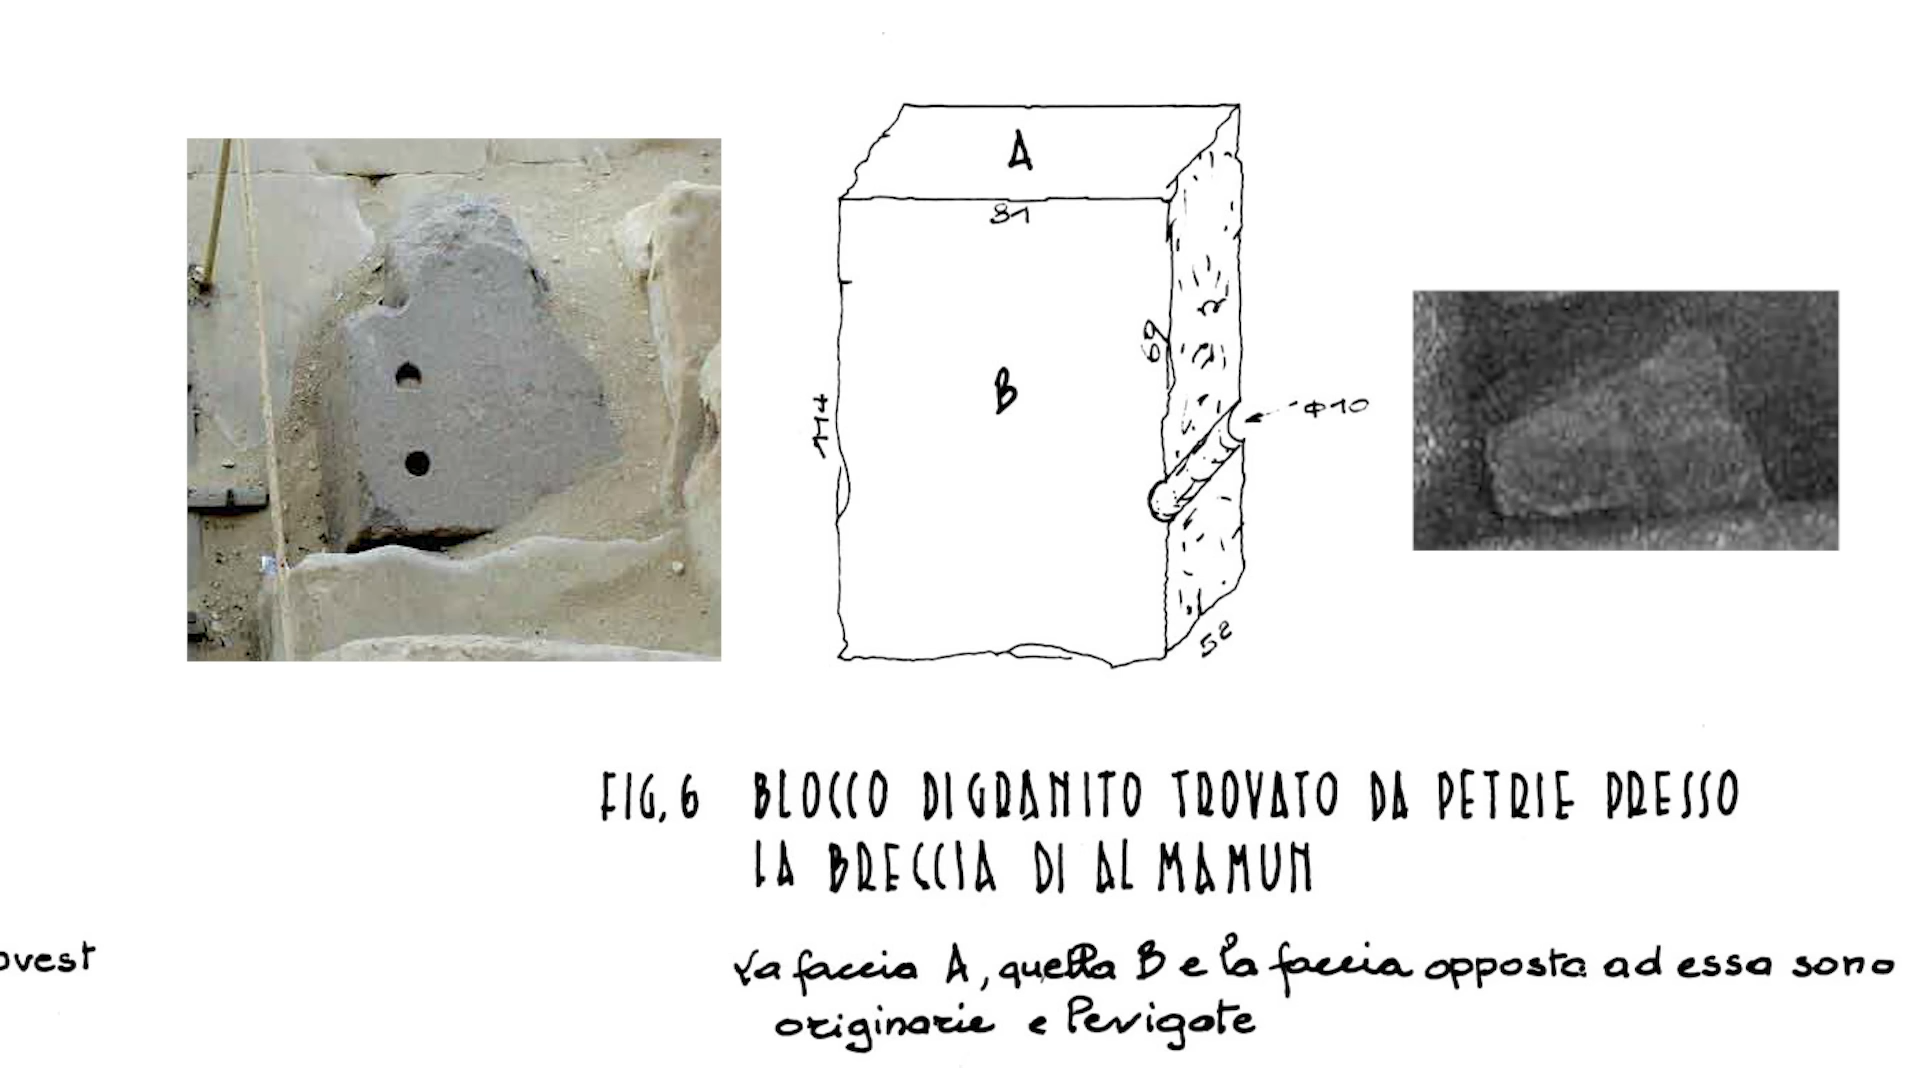 A
81
B
69
114
Φ10
52
FIG. 6 BLOCCO DI GRANITO TROVATO DA PETRIE PRESSO
LA BRECCIA DI AL MAMUN
ovest
La faccia A, quella B e la faccia opposta ad essa sono
originarie e levigate